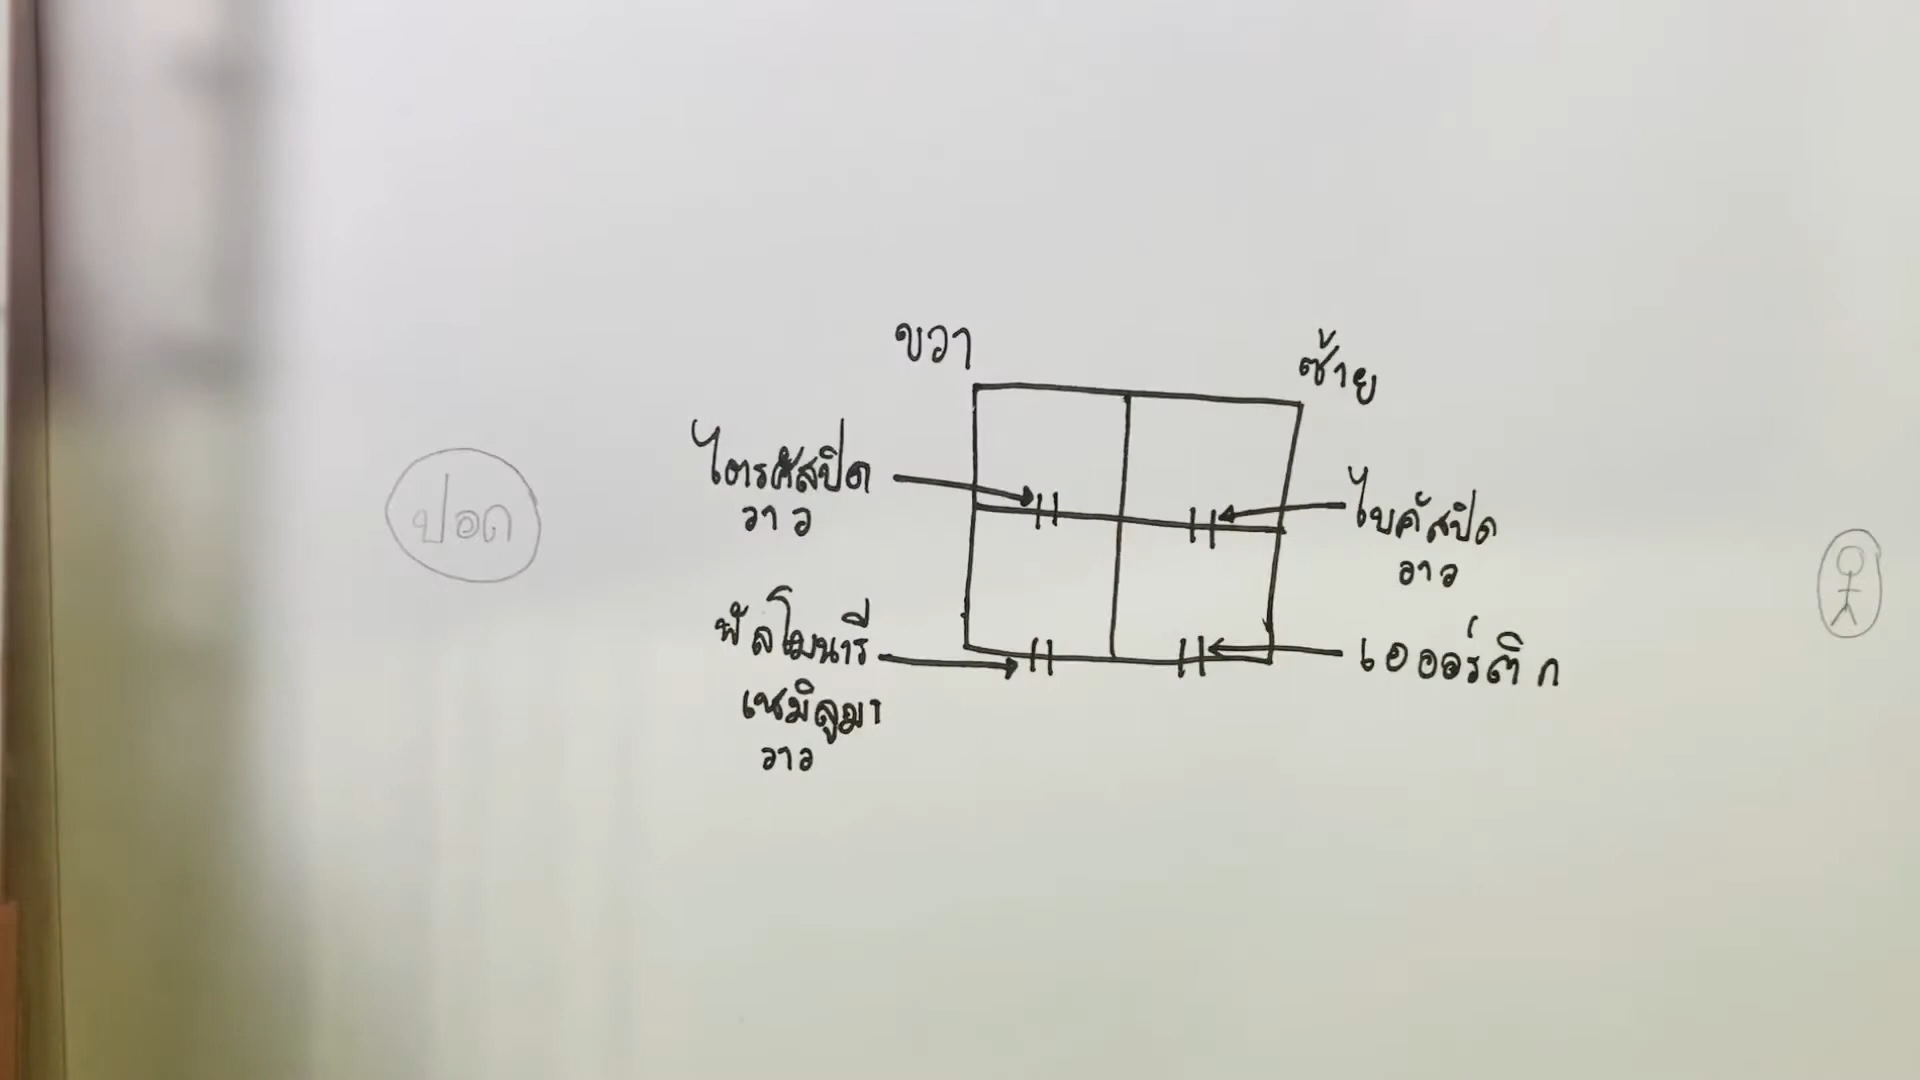 ขวา
ซ้าย
ไตรคัสปิด
วาว
ไบคัสปิด
วาว
ปอด
พัลโมนารี
เซมิลูนา
วาว
เอออร์ติก